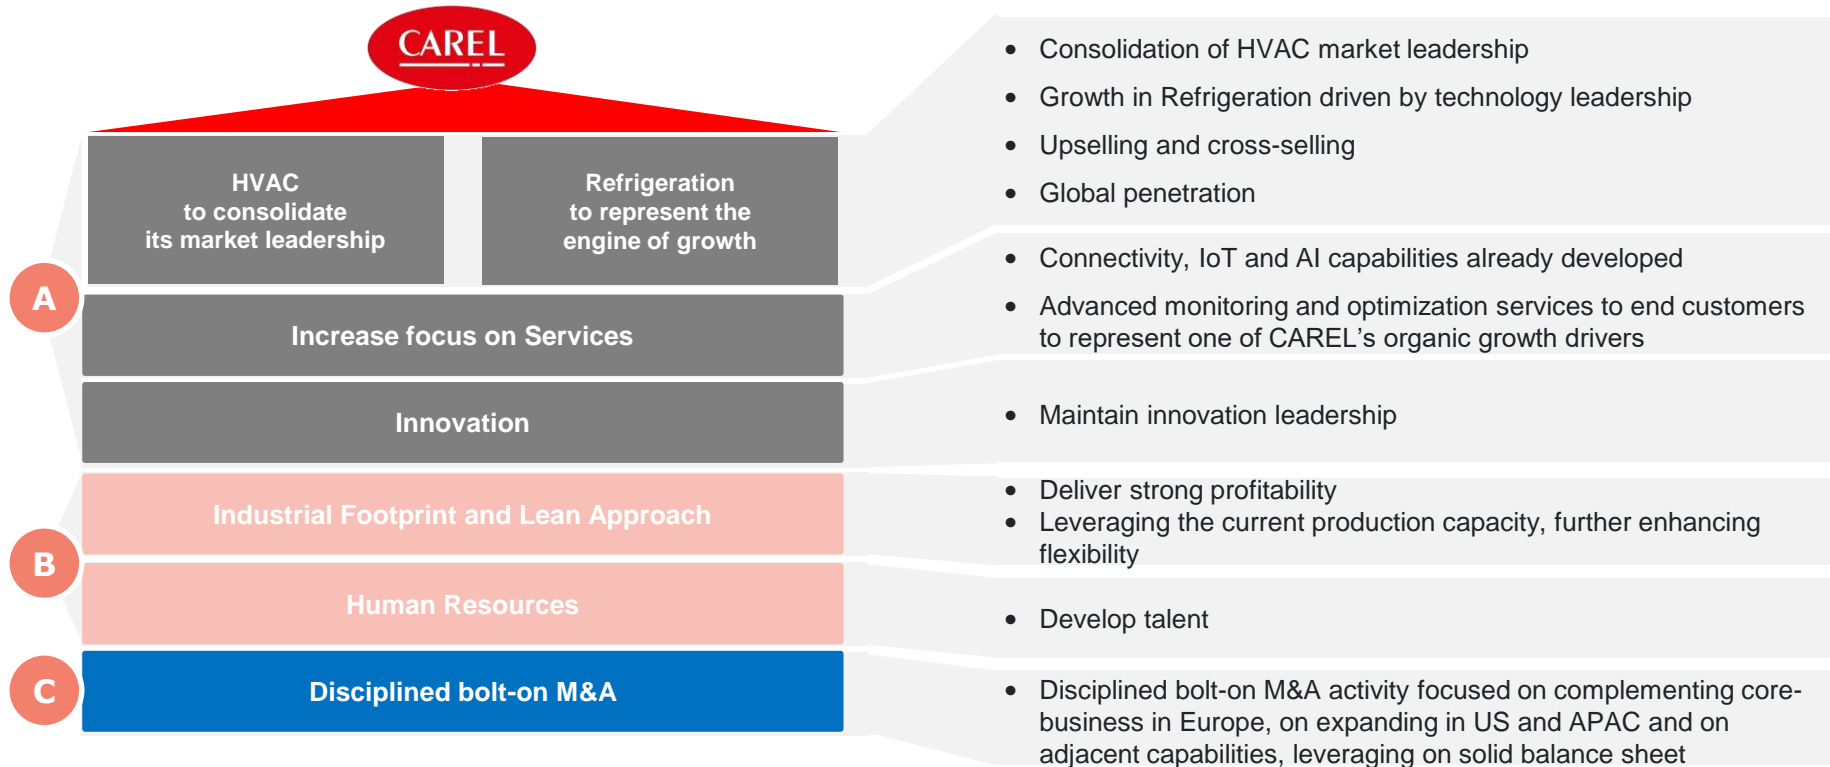 CAREL
HVAC
to consolidate
its market leadership
Refrigeration
to represent the
engine of growth
• Consolidation of HVAC market leadership
• Growth in Refrigeration driven by technology leadership
• Upselling and cross-selling
• Global penetration
A
Increase focus on Services
• Connectivity, IoT and AI capabilities already developed
• Advanced monitoring and optimization services to end customers
to represent one of CAREL’s organic growth drivers
Innovation
• Maintain innovation leadership
B
Industrial Footprint and Lean Approach
• Deliver strong profitability
• Leveraging the current production capacity, further enhancing
flexibility
Human Resources
• Develop talent
C
Disciplined bolt-on M&A
• Disciplined bolt-on M&A activity focused on complementing core-
business in Europe, on expanding in US and APAC and on
adjacent capabilities, leveraging on solid balance sheet